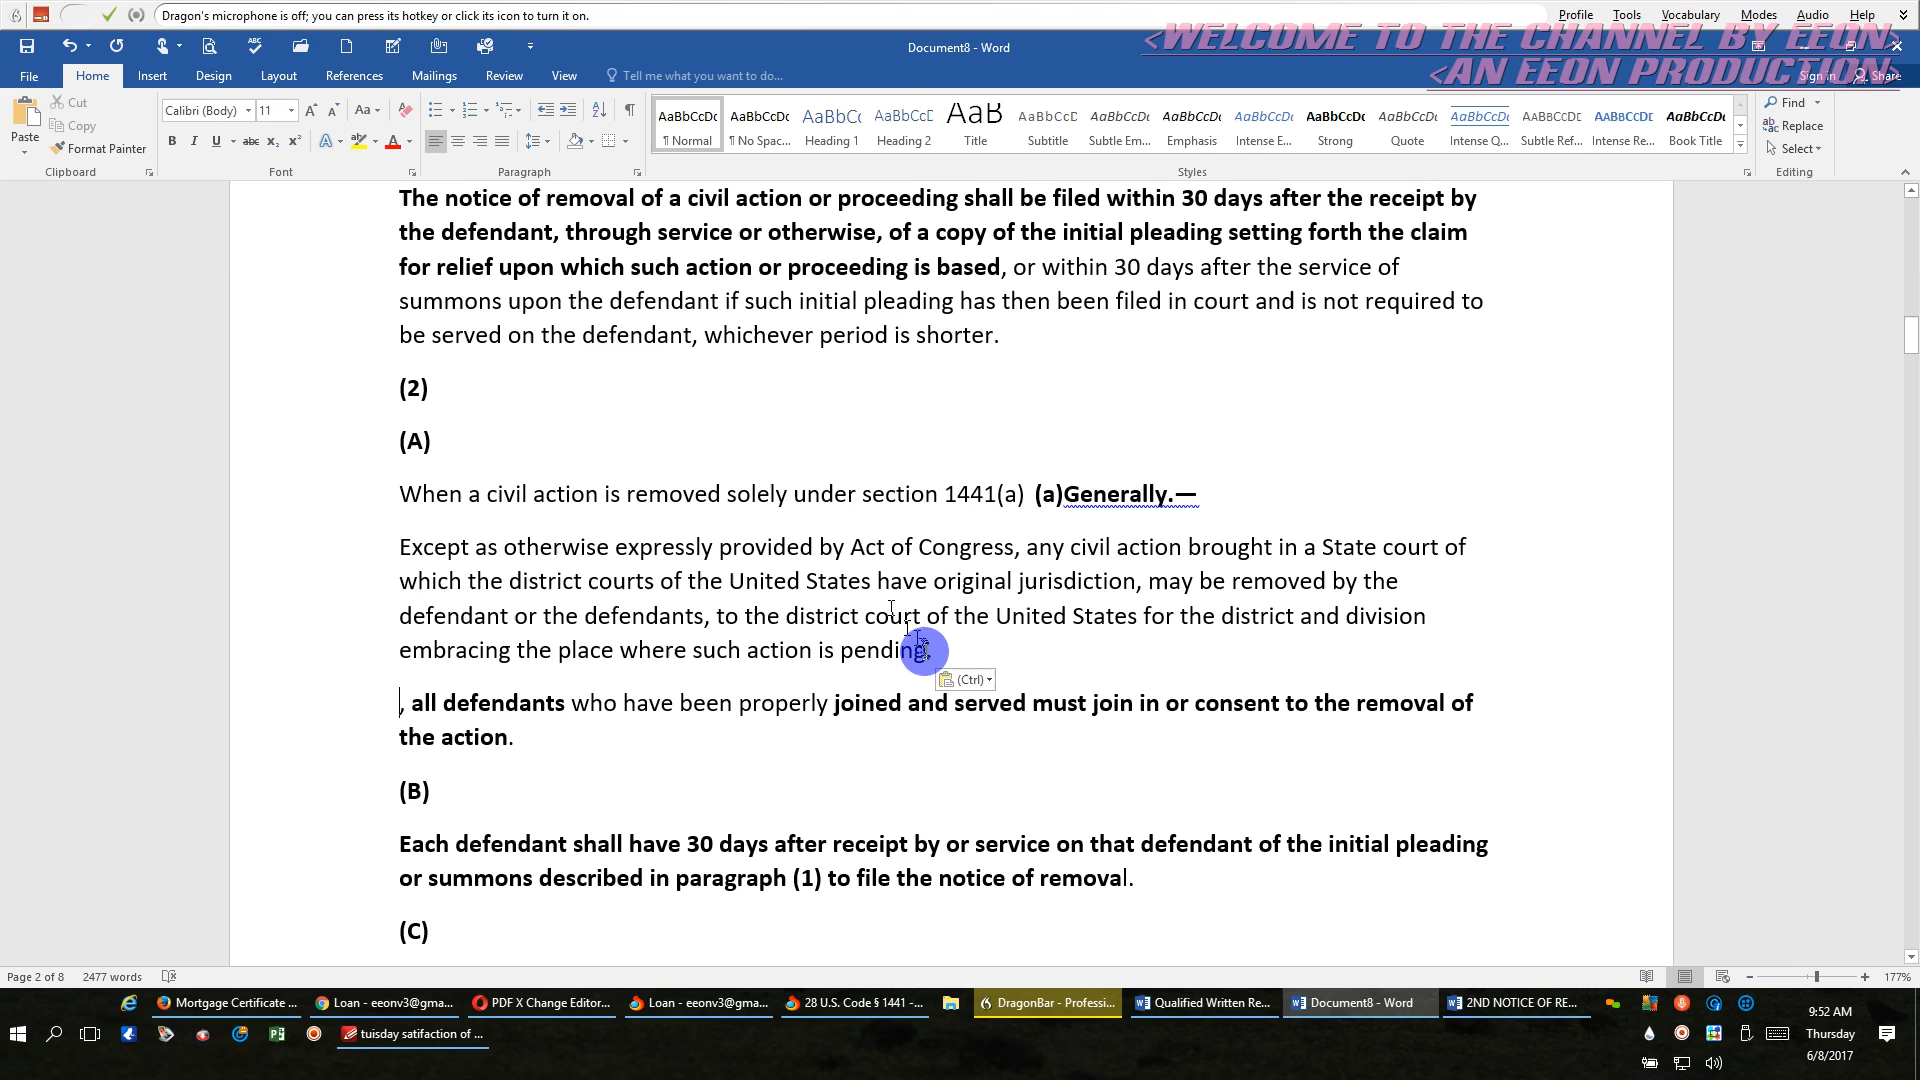 Dragon's microphone is off; you can press its hotkey or click its icon to turn it on.
Profile Tools Vocabulary Modes Audio Help
<WELCOME TO THE CHANNEL BY EEON>
<AN EEON PRODUCTION>
Document8 - Word
File Home Insert Design Layout References Mailings Review View Tell me what you want to do... Sign in Share
Paste Cut Copy Format Painter
Calibri (Body) 11 Aa
B I U abc x₂ x² A A
AaBbCcDc AaBbCcDc AaBbCc AaBbCcD AaB AaBbCcD AaBbCcDc AaBbCcDc AaBbCcDc AaBbCcDc AaBbCcDc AaBbCcDc AABBCCDE AABBCCDE AaBbCcDc
¶ Normal ¶ No Spac... Heading 1 Heading 2 Title Subtitle Subtle Em... Emphasis Intense E... Strong Quote Intense Q... Subtle Ref... Intense Re... Book Title
Find Replace Select
Clipboard Font Paragraph Styles Editing
The notice of removal of a civil action or proceeding shall be filed within 30 days after the receipt by
the defendant, through service or otherwise, of a copy of the initial pleading setting forth the claim
for relief upon which such action or proceeding is based, or within 30 days after the service of
summons upon the defendant if such initial pleading has then been filed in court and is not required to
be served on the defendant, whichever period is shorter.
(2)
(A)
When a civil action is removed solely under section 1441(a) (a)Generally.—
Except as otherwise expressly provided by Act of Congress, any civil action brought in a State court of
which the district courts of the United States have original jurisdiction, may be removed by the
defendant or the defendants, to the district court of the United States for the district and division
embracing the place where such action is pending.
(Ctrl)
, all defendants who have been properly joined and served must join in or consent to the removal of
the action.
(B)
Each defendant shall have 30 days after receipt by or service on that defendant of the initial pleading
or summons described in paragraph (1) to file the notice of removal.
(C)
Page 2 of 8 2477 words 177%
Mortgage Certificate ... Loan - eeonv3@gma... PDF X Change Editor... Loan - eeonv3@gma... 28 U.S. Code § 1441 -... DragonBar - Professi... Qualified Written Re... Document8 - Word 2ND NOTICE OF RE...
tuisday satifaction of ...
9:52 AM
Thursday
6/8/2017